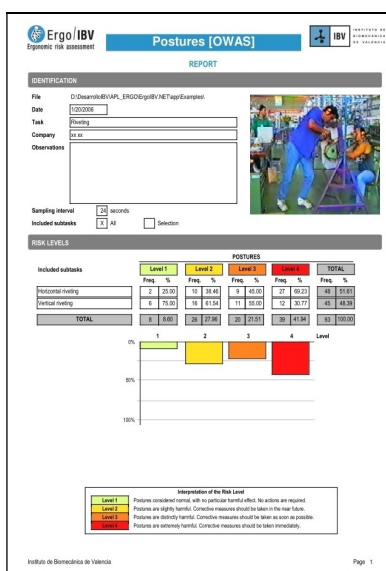 Ergo/IBV
Ergonomic risk assessment
Postures [OWAS]
IBV
INSTITUTO DE
BIOMECÁNICA
DE VALENCIA
REPORT
IDENTIFICATION
File D:\DesarrolloIBV\APL_ERGO\ErgoIBV.NET\app\Examples\
Date 1/20/2006
Task Riveting
Company xx xx
Observations
Sampling interval 24 seconds
Included subtasks X All Selection
RISK LEVELS
POSTURES
Included subtasks Level 1 Level 2 Level 3 Level 4 TOTAL
Freq. % Freq. % Freq. % Freq. % Freq. %
Horizontal riveting 2 25.00 10 38.46 9 45.00 27 69.23 48 51.61
Vertical riveting 6 75.00 16 61.54 11 55.00 12 30.77 45 48.39
TOTAL 8 8.60 26 27.96 20 21.51 39 41.94 93 100.00
1 2 3 4 Level
0%
50%
100%
Interpretation of the Risk Level
Level 1 Postures considered normal, with no particular harmful effect. No actions are required.
Level 2 Postures are slightly harmful. Corrective measures should be taken in the near future.
Level 3 Postures are distinctly harmful. Corrective measures should be taken as soon as possible.
Level 4 Postures are extremely harmful. Corrective measures should be taken immediately.
Instituto de Biomecánica de Valencia Page 1